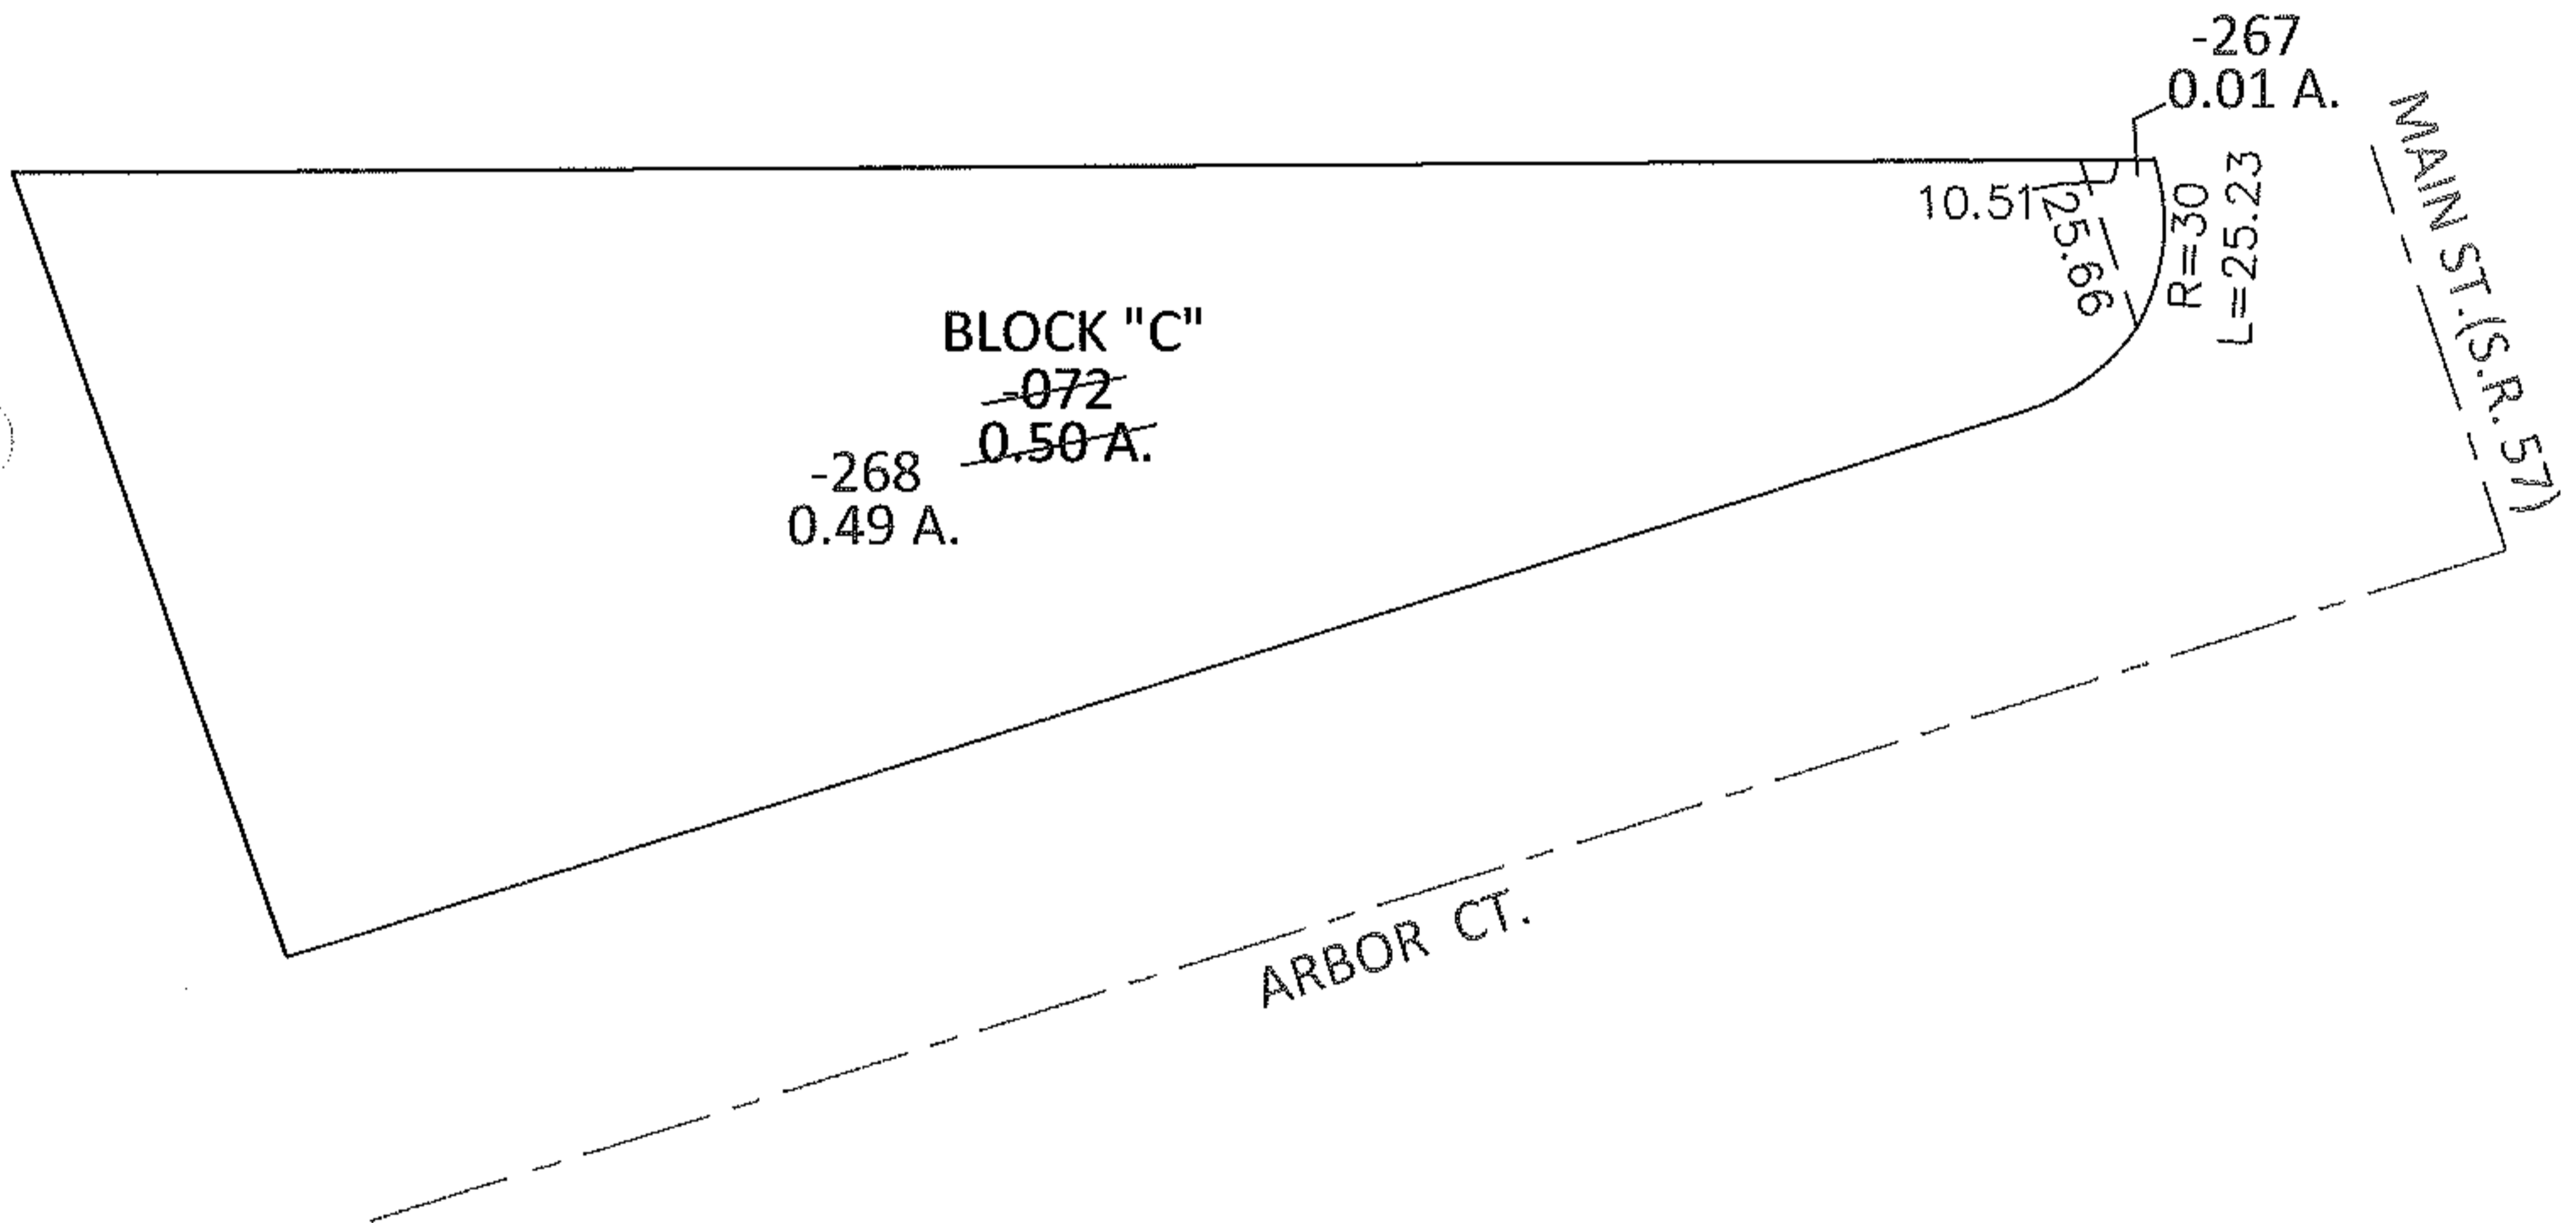 -267
0.01 A.
10.51
25.66
R=30
L=25.23
MAIN ST.(S.R. 57)
BLOCK "C"
-072
0.50 A.
-268
0.49 A.
ARBOR CT.